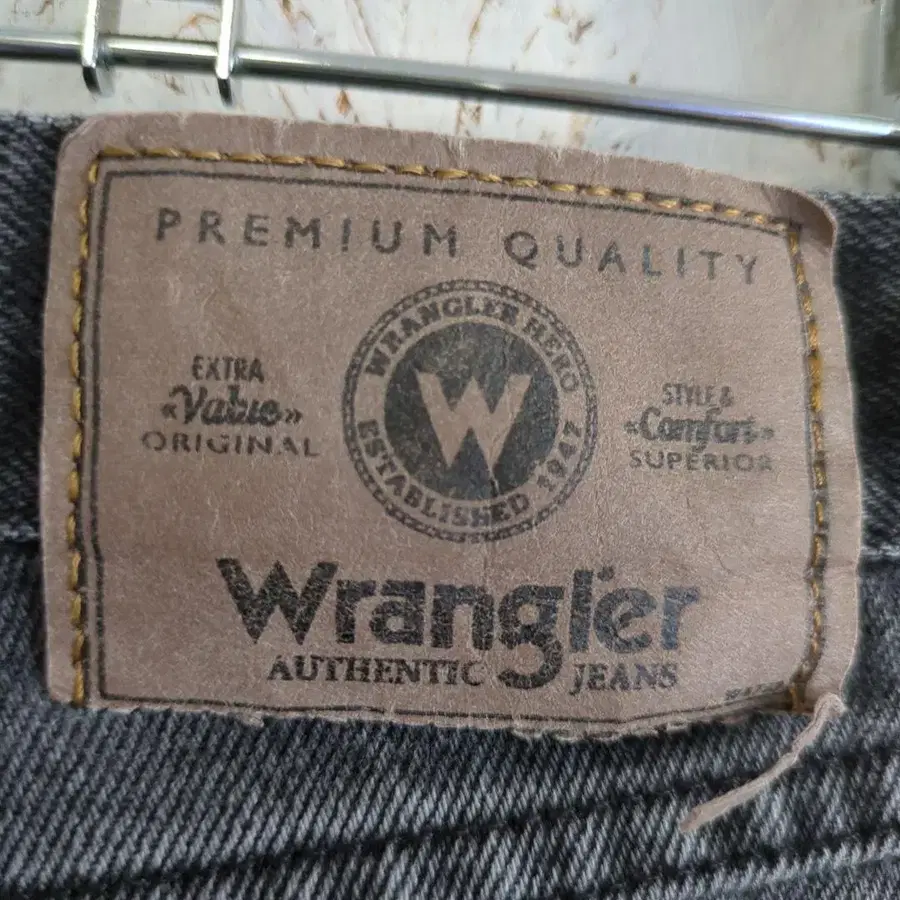 PREMIUM QUALITY
WRANGLER HERO
ESTABLISHED 1947
W
EXTRA
«Value»
ORIGINAL
STYLE &
«Comfort»
SUPERIOR
Wrangler
AUTHENTIC JEANS